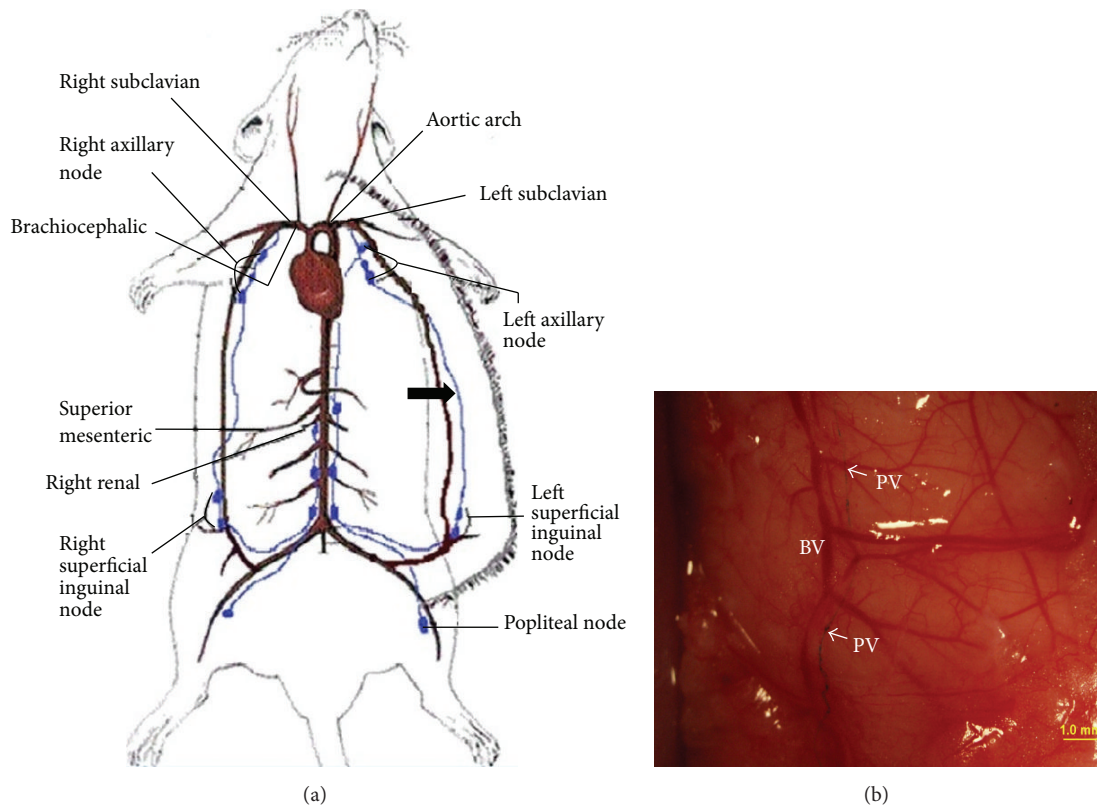 Right subclavian
Right axillary
node
Brachiocephalic
Aortic arch
Left subclavian
Left axillary
node
Superior
mesenteric
Right renal
Right
superficial
inguinal
node
Left
superficial
inguinal
node
Popliteal node
(a)
PV
BV
PV
1.0 mm
(b)